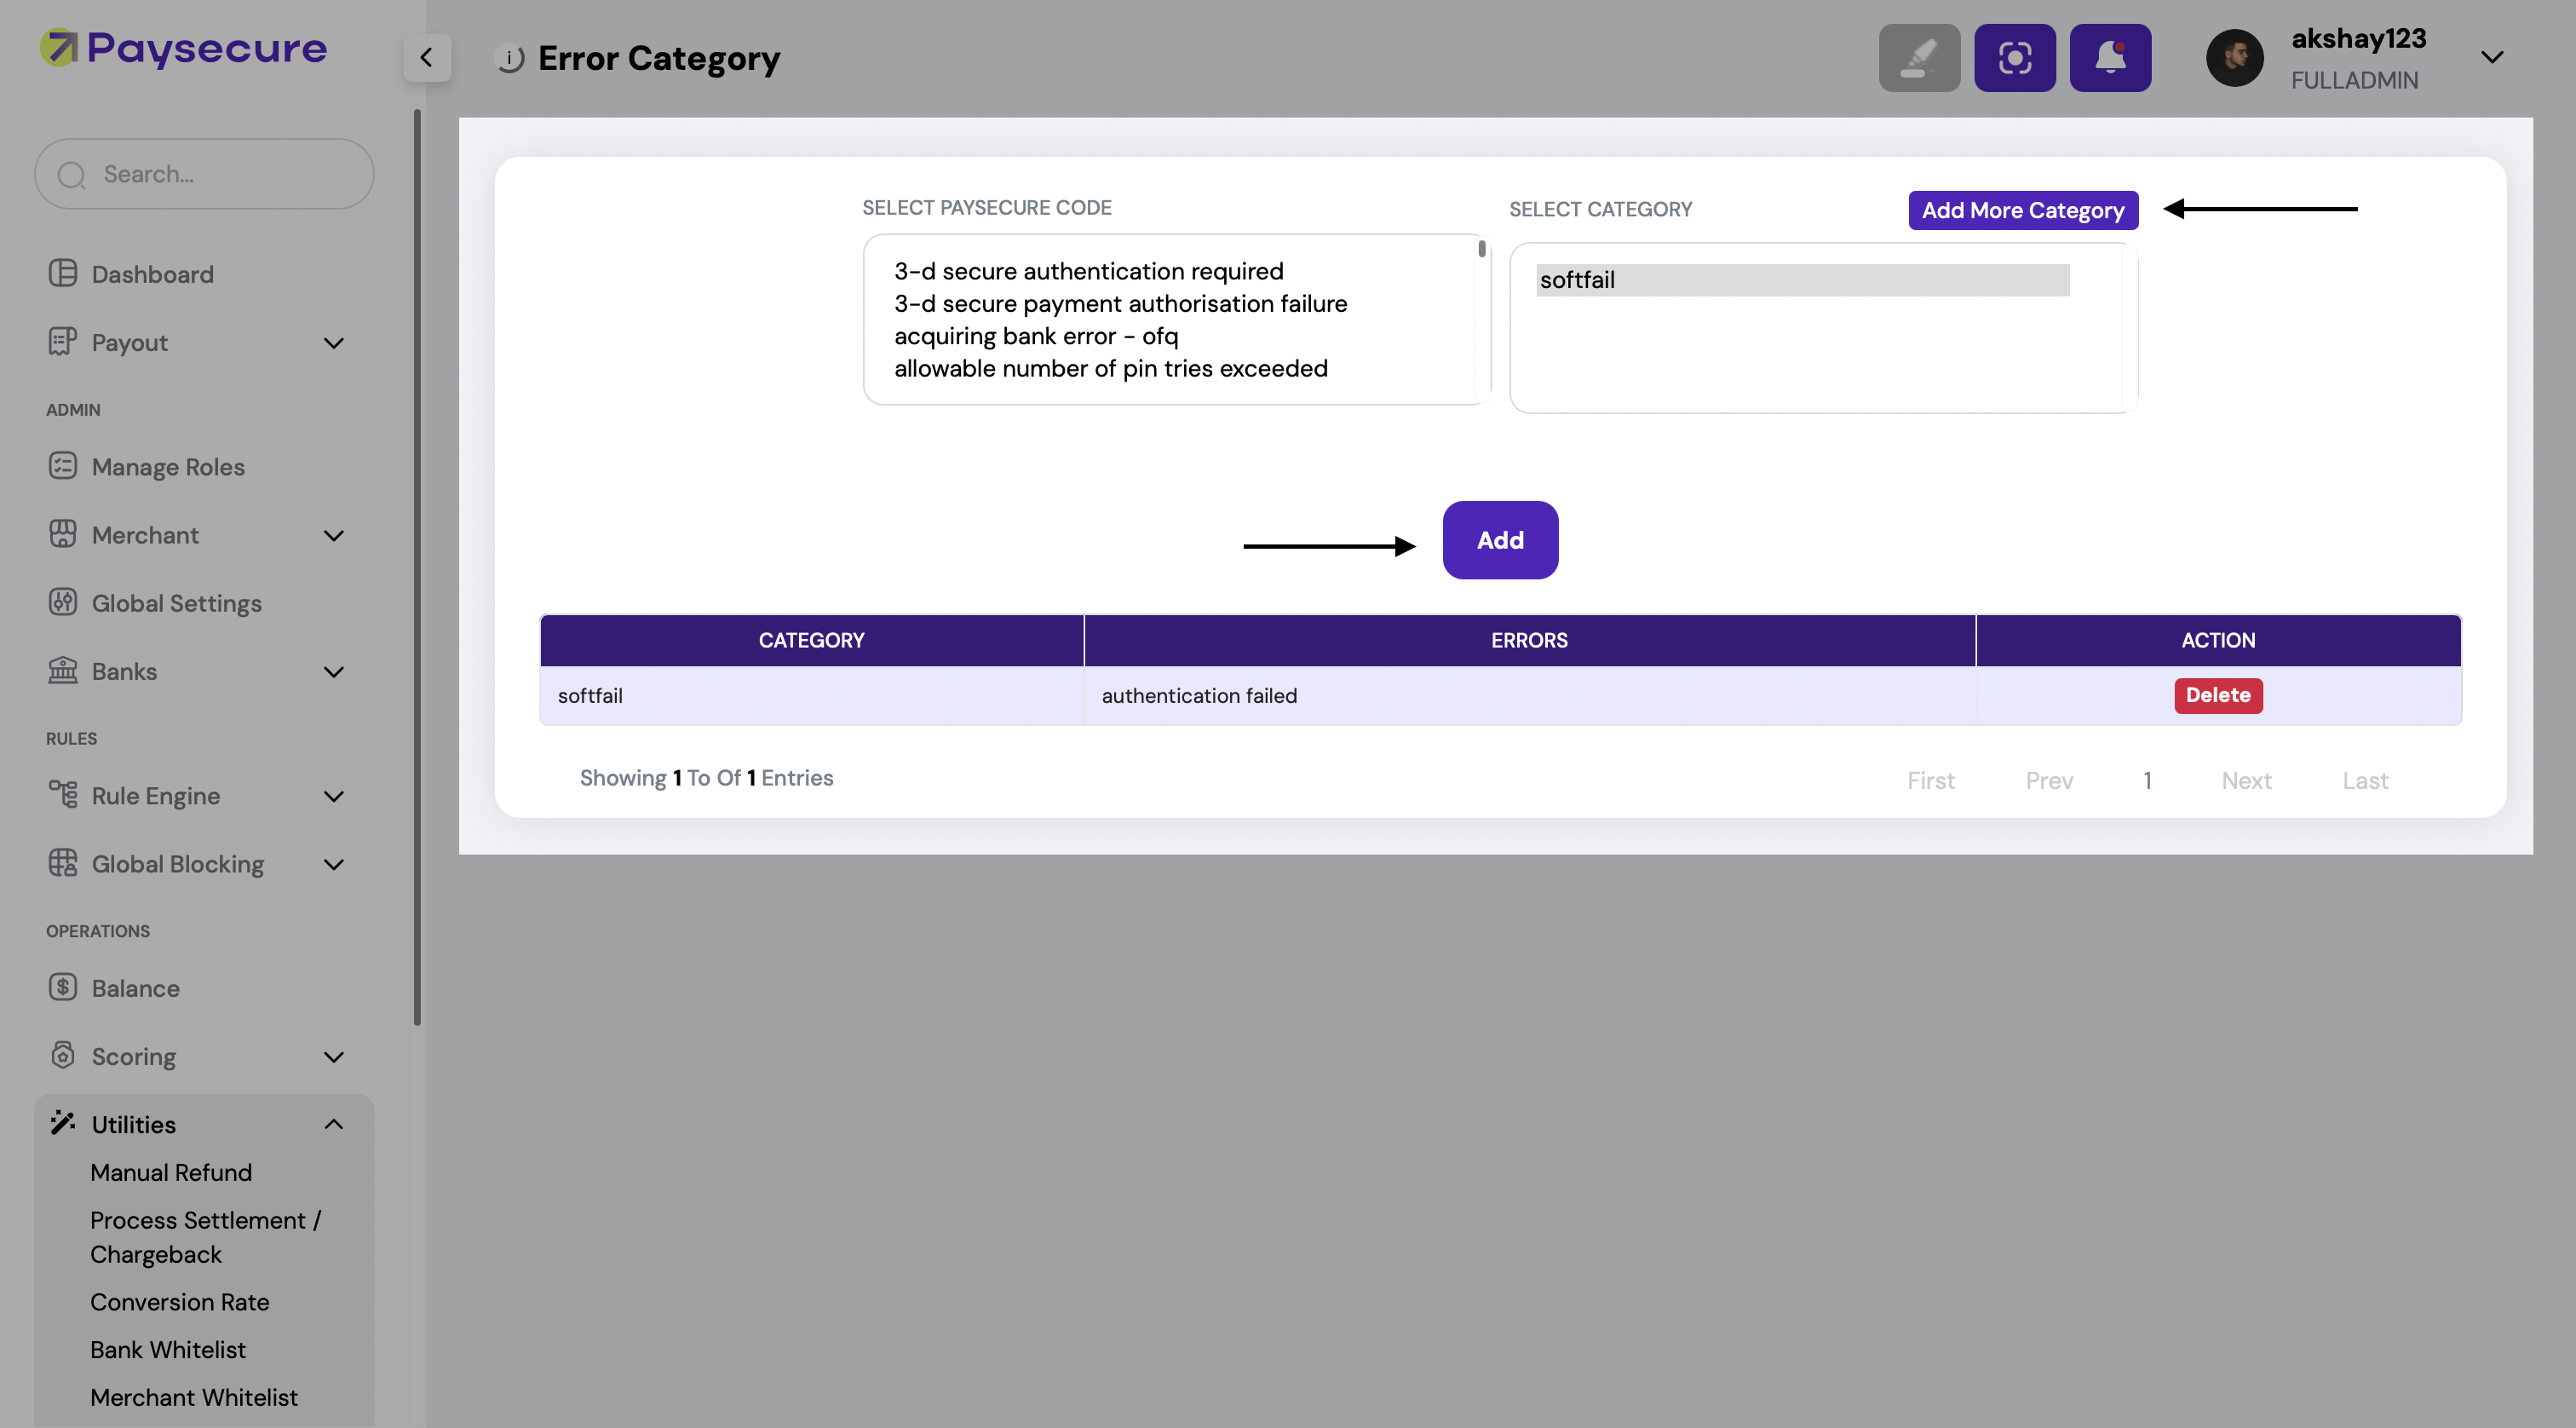 Paysecure
Error Category
akshay123
FULLADMIN
Search...
Dashboard
Payout
ADMIN
Manage Roles
Merchant
Global Settings
Banks
RULES
Rule Engine
Global Blocking
OPERATIONS
Balance
Scoring
Utilities
Manual Refund
Process Settlement /
Chargeback
Conversion Rate
Bank Whitelist
Merchant Whitelist
SELECT PAYSECURE CODE
3-d secure authentication required
3-d secure payment authorisation failure
acquiring bank error - ofq
allowable number of pin tries exceeded
SELECT CATEGORY
Add More Category
softfail
Add
CATEGORY ERRORS ACTION
softfail authentication failed Delete
Showing 1 To Of 1 Entries
First Prev 1 Next Last